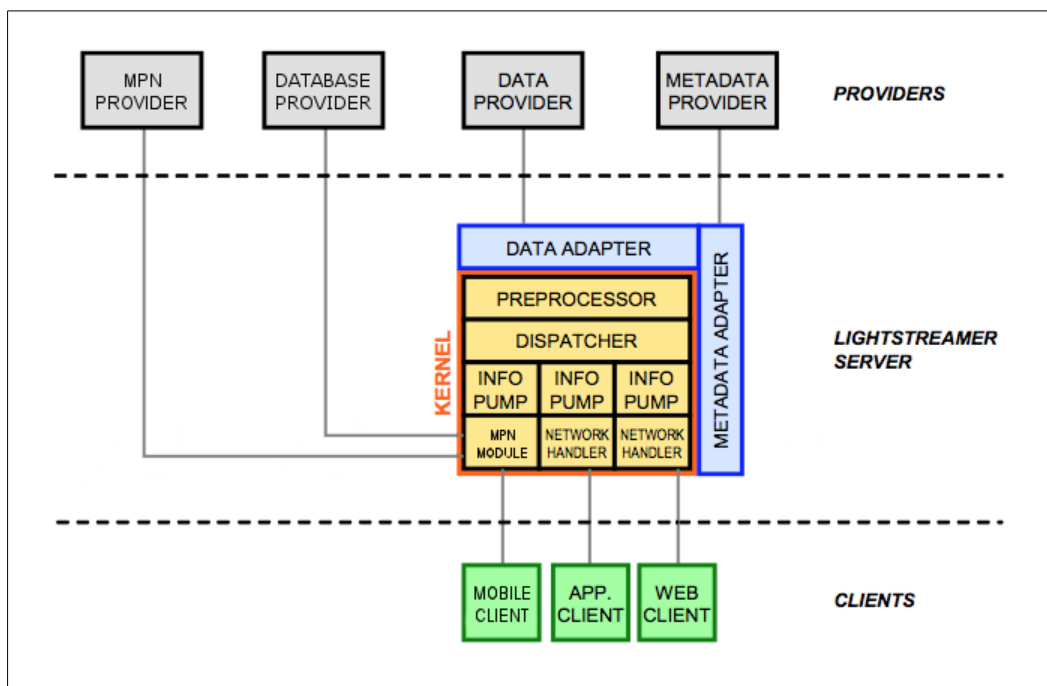 MPN
PROVIDER
DATABASE
PROVIDER
DATA
PROVIDER
METADATA
PROVIDER
PROVIDERS
DATA ADAPTER
METADATA ADAPTER
KERNEL
PREPROCESSOR
DISPATCHER
INFO
PUMP
INFO
PUMP
INFO
PUMP
MPN
MODULE
NETWORK
HANDLER
NETWORK
HANDLER
LIGHTSTREAMER
SERVER
MOBILE
CLIENT
APP.
CLIENT
WEB
CLIENT
CLIENTS